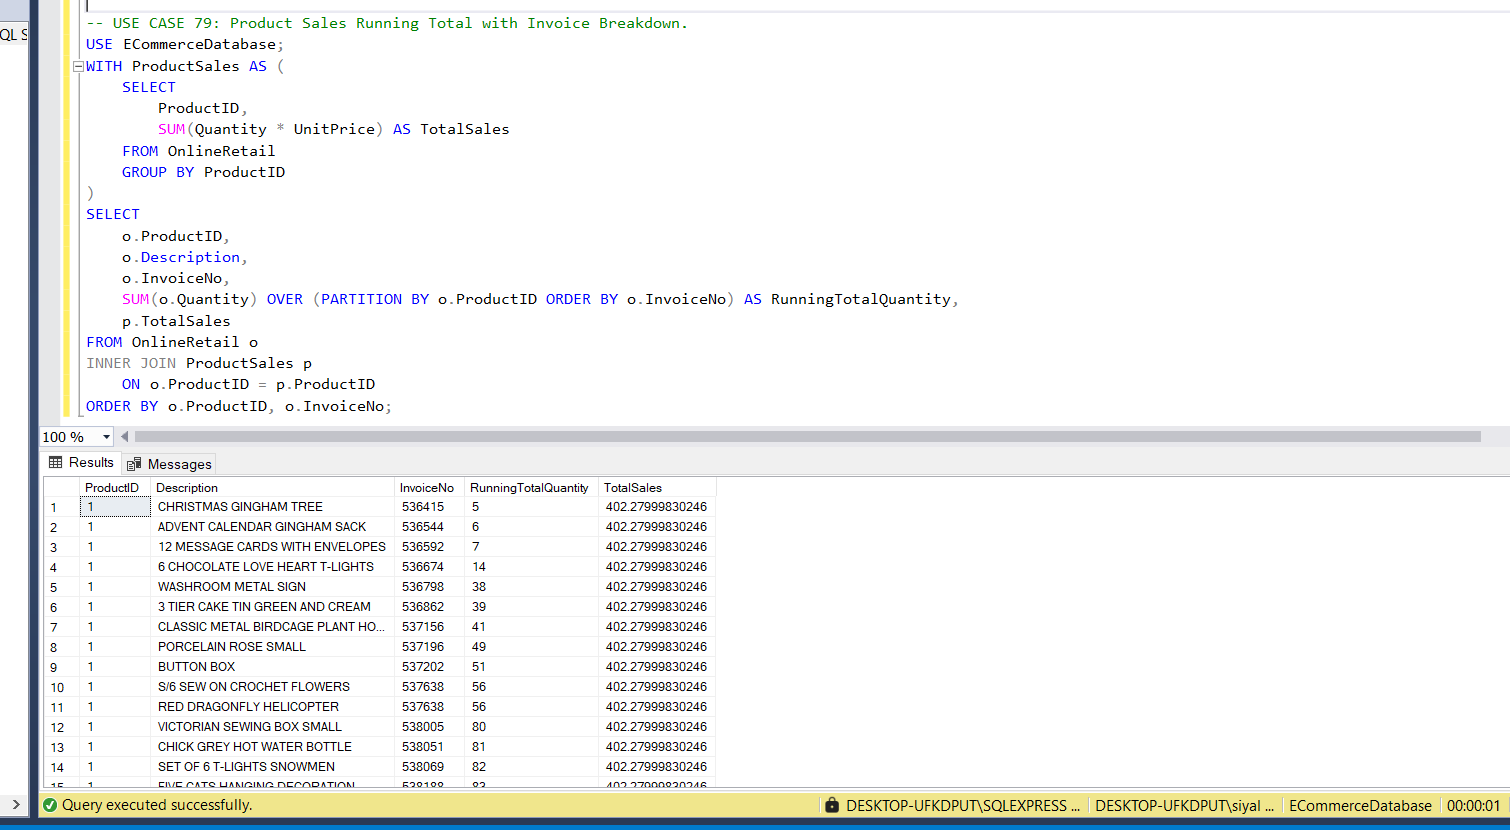 QL S
-- USE CASE 79: Product Sales Running Total with Invoice Breakdown.
USE ECommerceDatabase;
WITH ProductSales AS (
SELECT
ProductID,
SUM(Quantity * UnitPrice) AS TotalSales
FROM OnlineRetail
GROUP BY ProductID
)
SELECT
o.ProductID,
o.Description,
o.InvoiceNo,
SUM(o.Quantity) OVER (PARTITION BY o.ProductID ORDER BY o.InvoiceNo) AS RunningTotalQuantity,
p.TotalSales
FROM OnlineRetail o
INNER JOIN ProductSales p
ON o.ProductID = p.ProductID
ORDER BY o.ProductID, o.InvoiceNo;
100 %
Results Messages
ProductID Description InvoiceNo RunningTotalQuantity TotalSales
1 1 CHRISTMAS GINGHAM TREE 536415 5 402.27999830246
2 1 ADVENT CALENDAR GINGHAM SACK 536544 6 402.27999830246
3 1 12 MESSAGE CARDS WITH ENVELOPES 536592 7 402.27999830246
4 1 6 CHOCOLATE LOVE HEART T-LIGHTS 536674 14 402.27999830246
5 1 WASHROOM METAL SIGN 536798 38 402.27999830246
6 1 3 TIER CAKE TIN GREEN AND CREAM 536862 39 402.27999830246
7 1 CLASSIC METAL BIRDCAGE PLANT HO... 537156 41 402.27999830246
8 1 PORCELAIN ROSE SMALL 537196 49 402.27999830246
9 1 BUTTON BOX 537202 51 402.27999830246
10 1 S/6 SEW ON CROCHET FLOWERS 537638 56 402.27999830246
11 1 RED DRAGONFLY HELICOPTER 537638 56 402.27999830246
12 1 VICTORIAN SEWING BOX SMALL 538005 80 402.27999830246
13 1 CHICK GREY HOT WATER BOTTLE 538051 81 402.27999830246
14 1 SET OF 6 T-LIGHTS SNOWMEN 538069 82 402.27999830246
15 1 FIVE CATS HANGING DECORATION 538188 83 402.27999830246
Query executed successfully. DESKTOP-UFKDPUT\SQLEXPRESS ... DESKTOP-UFKDPUT\siyal ... ECommerceDatabase 00:00:01